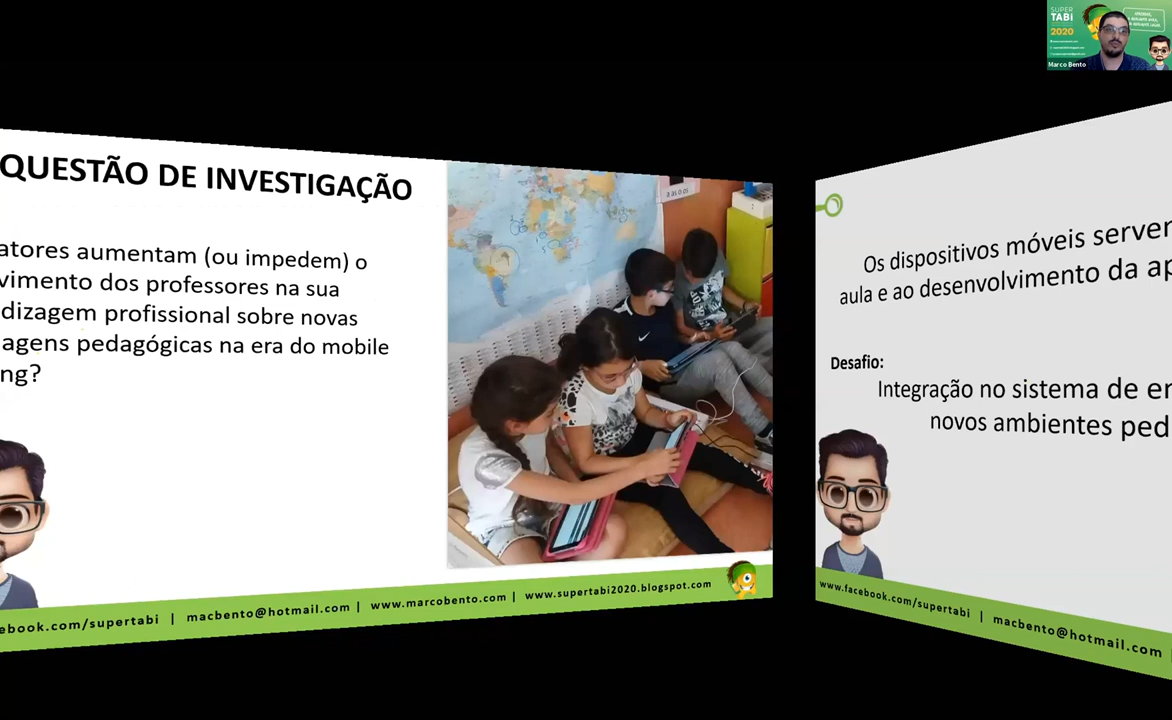 SUPER
TABi
2020
Marco Bento
QUESTÃO DE INVESTIGAÇÃO
atores aumentam (ou impedem) o
vimento dos professores na sua
dizagem profissional sobre novas
agens pedagógicas na era do mobile
ng?
ebook.com/supertabi | macbento@hotmail.com | www.marcobento.com | www.supertabi2020.blogspot.com
Os dispositivos móveis server
aula e ao desenvolvimento da ap
Desafio:
Integração no sistema de en
novos ambientes ped
www.facebook.com/supertabi | macbento@hotmail.com |